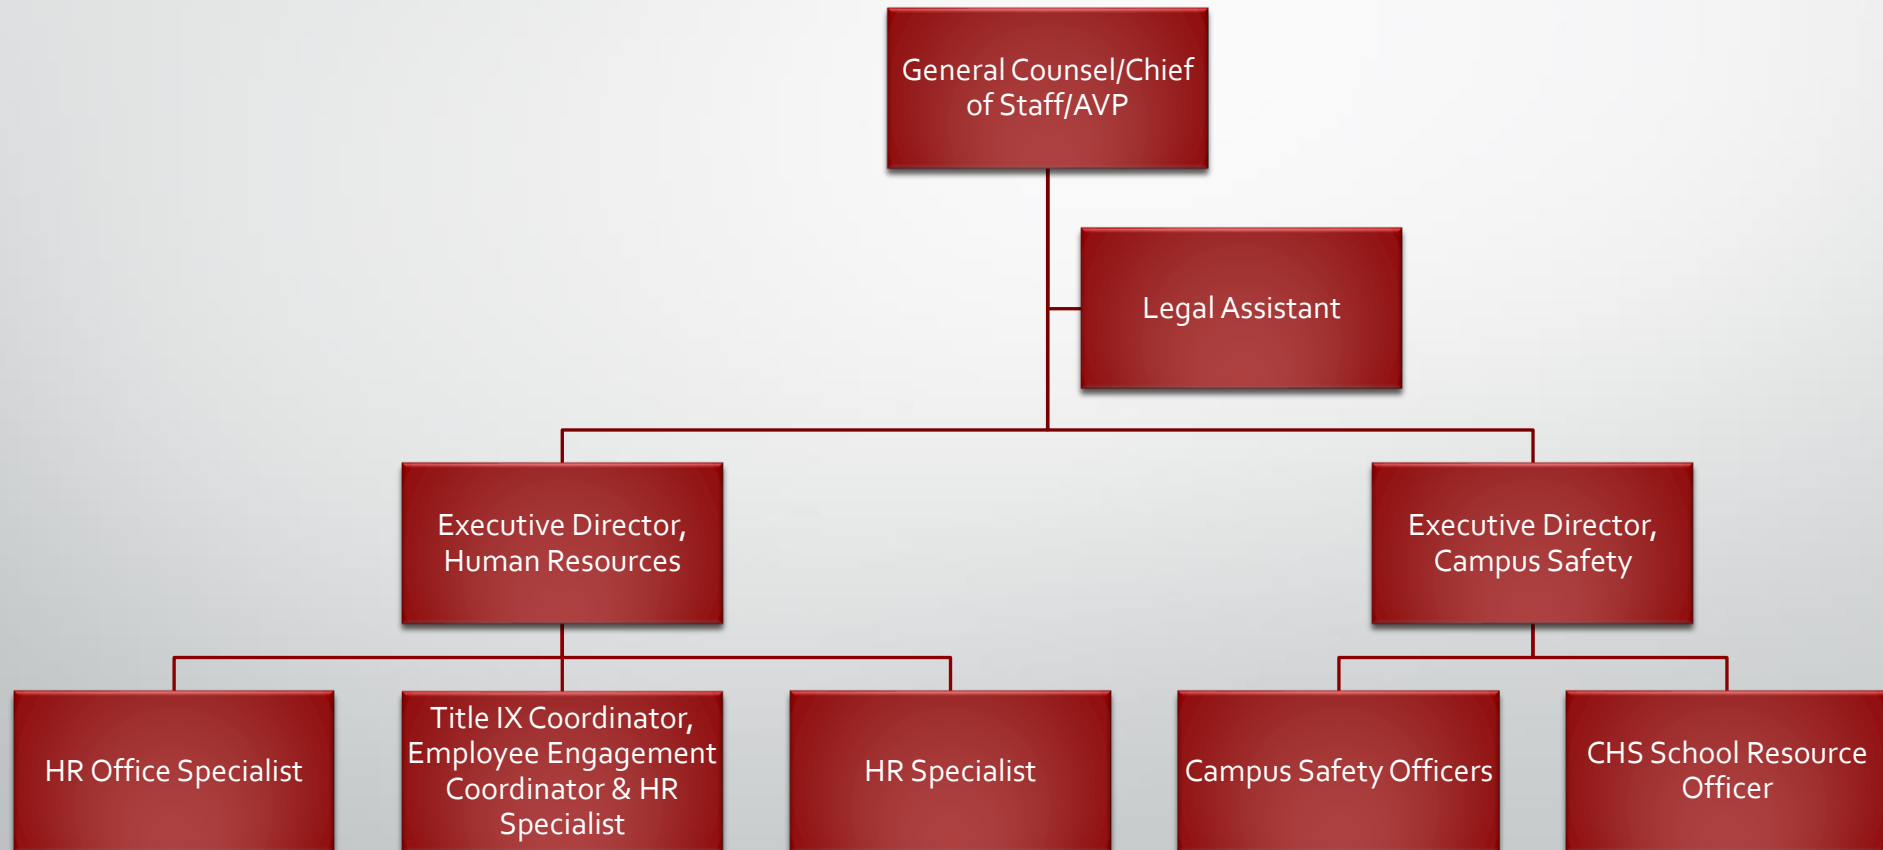 General Counsel/Chief
of Staff/AVP
Legal Assistant
Executive Director,
Human Resources
Executive Director,
Campus Safety
HR Office Specialist
Title IX Coordinator,
Employee Engagement
Coordinator & HR
Specialist
HR Specialist
Campus Safety Officers
CHS School Resource
Officer